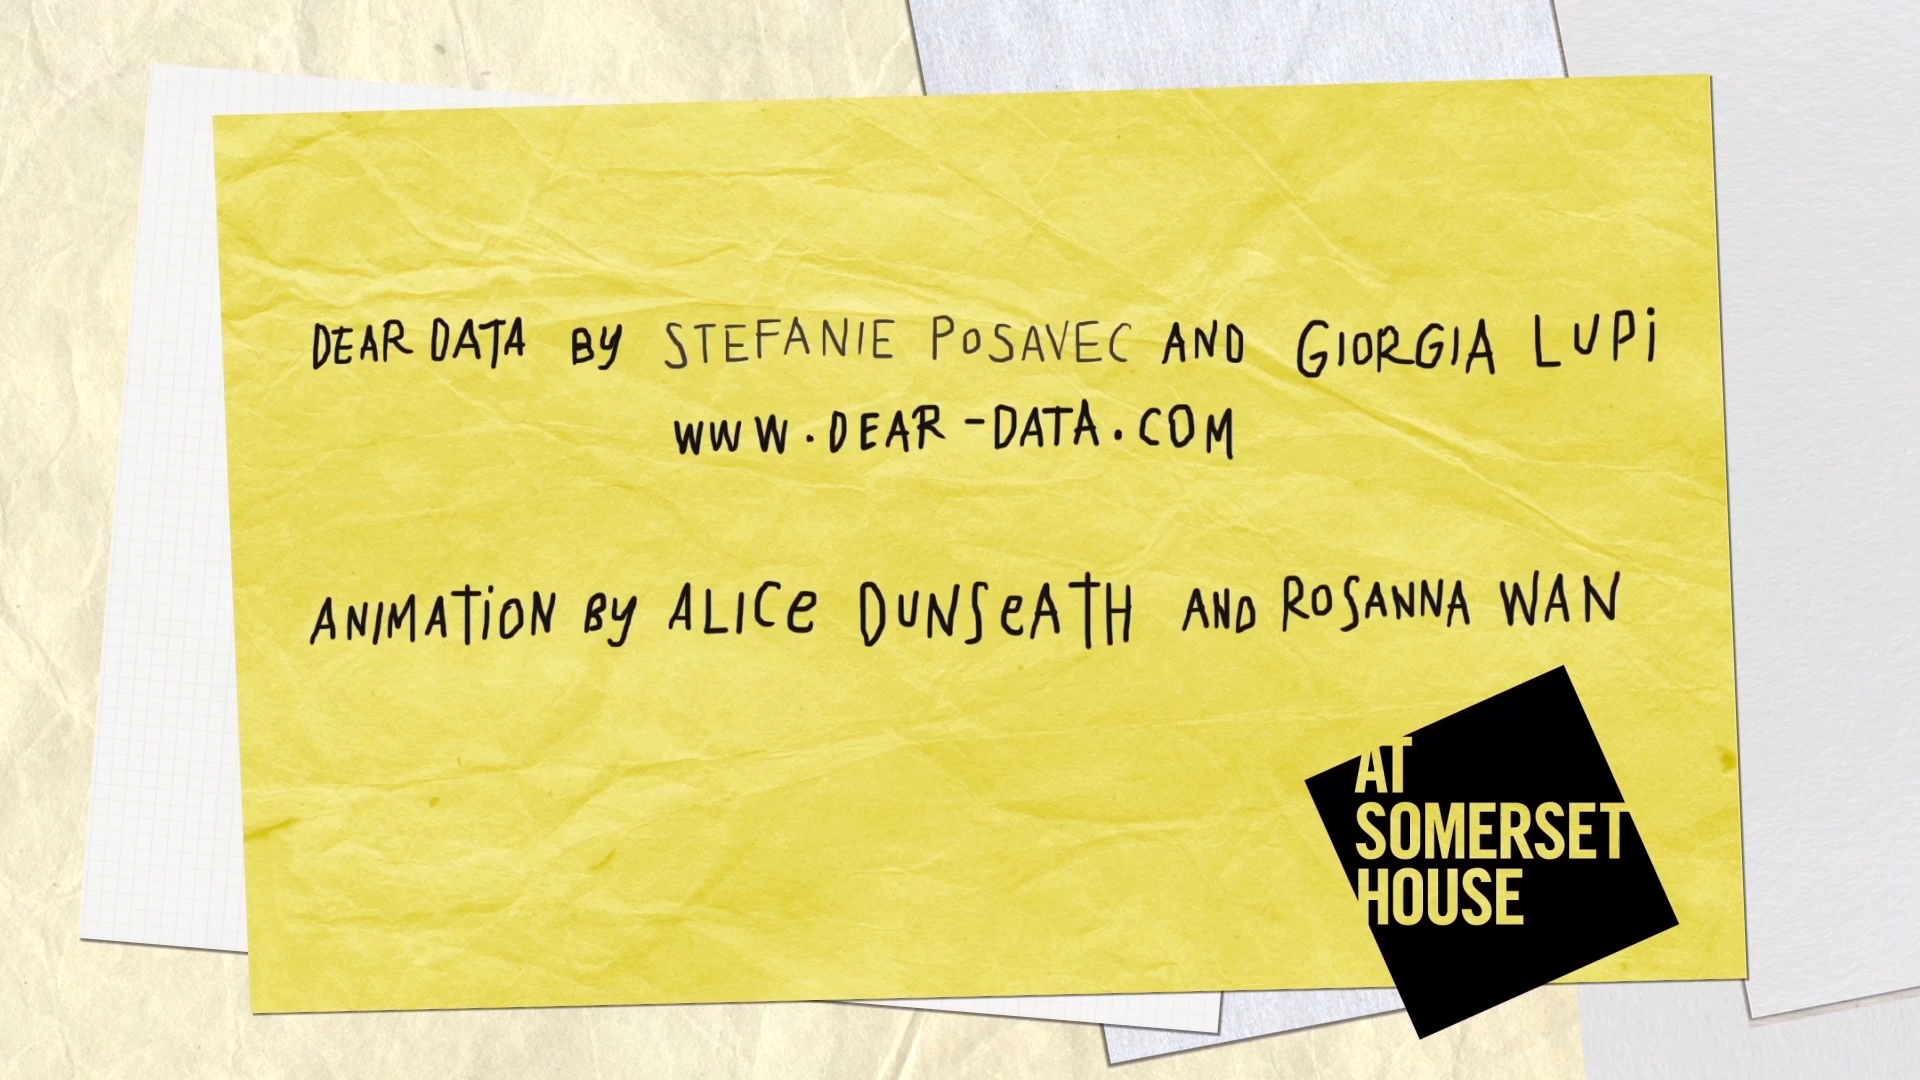 DEAR DATA BY STEFANIE POSAVEC AND GIORGIA LUPi
WWW.DEAR-DATA.COM
ANIMATiON BY ALICe DUNSeATH AND ROSANNA WAN
AT
SOMERSET
HOUSE